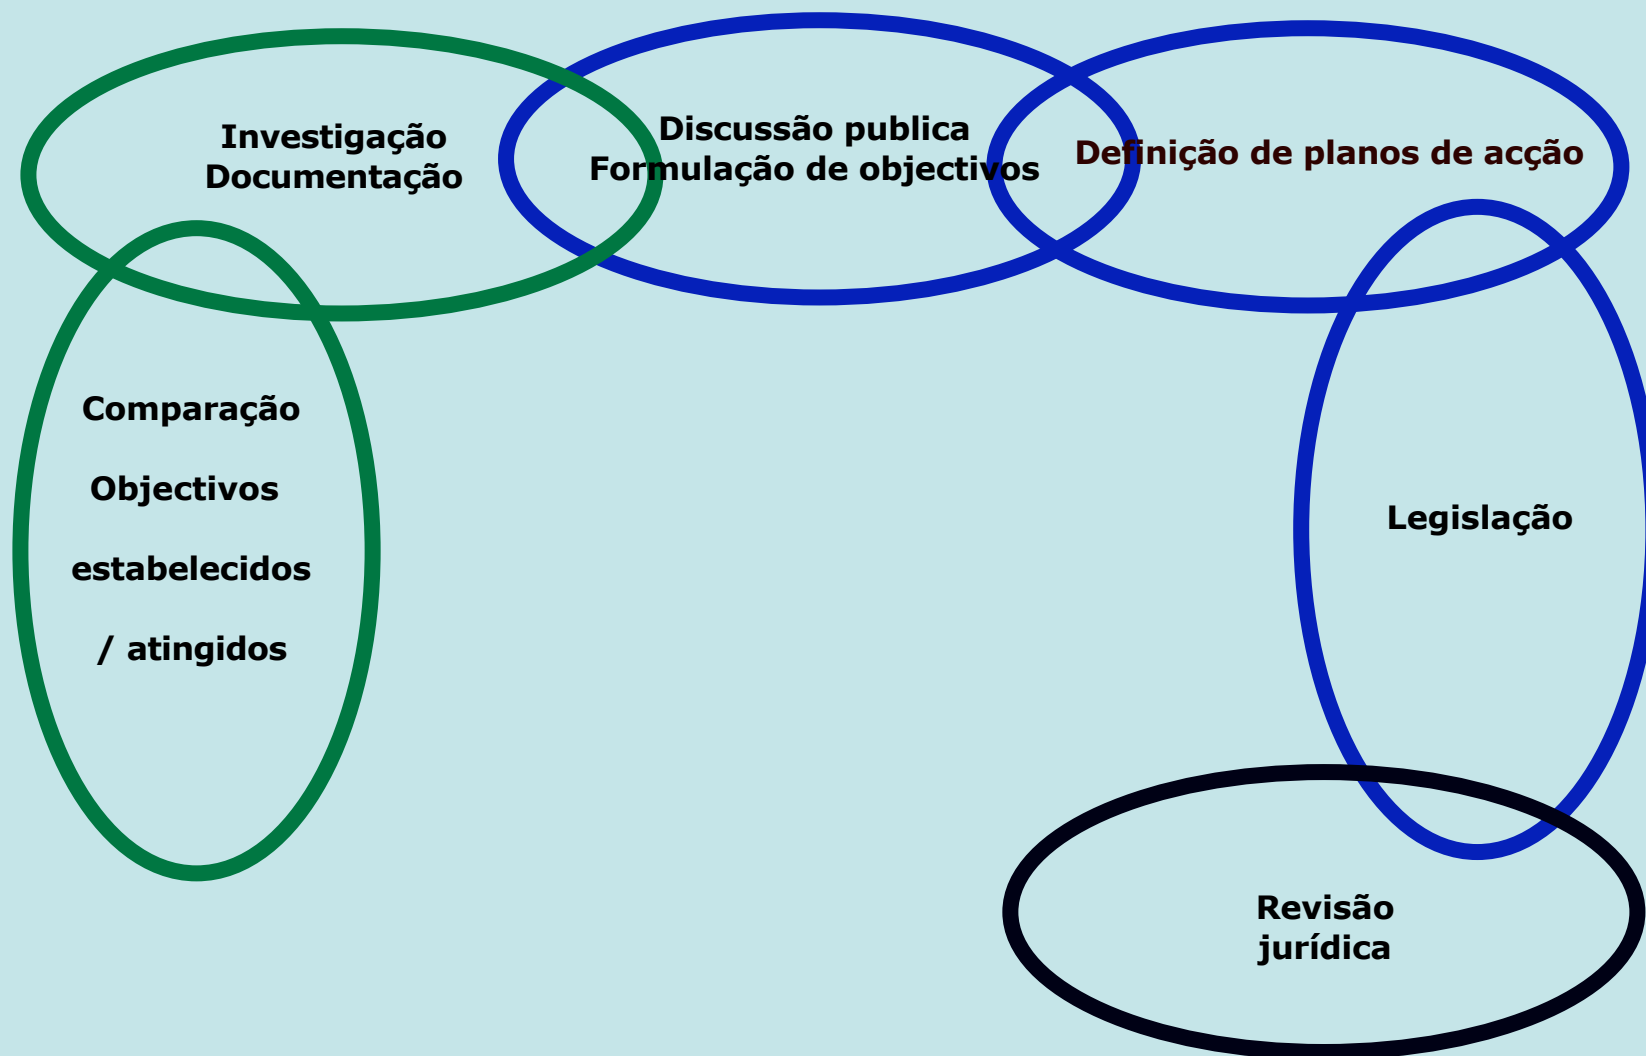 Investigação
Documentação
Discussão publica
Formulação de objectivos
Definição de planos de acção
Comparação
Objectivos
estabelecidos
/ atingidos
Legislação
Revisão
jurídica